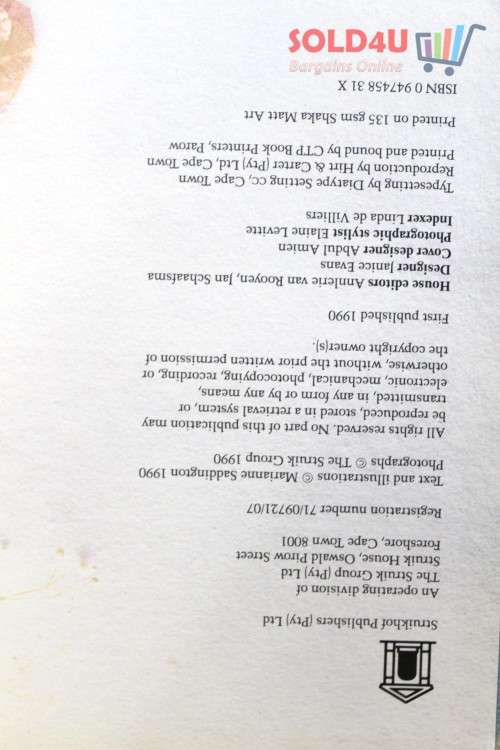 SOLD4U
Bargains Online
Struikhof Publishers (Pty) Ltd
An operating division of
The Struik Group (Pty) Ltd
Struik House, Oswald Pirow Street
Foreshore, Cape Town 8001
Registration number 71/09721/07
Text and illustrations © Marianne Saddington 1990
Photographs © The Struik Group 1990
All rights reserved. No part of this publication may
be reproduced, stored in a retrieval system, or
transmitted, in any form or by any means,
electronic, mechanical, photocopying, recording, or
otherwise, without the prior written permission of
the copyright owner(s).
First published 1990
House editors Annlerie van Rooyen, Jan Schaafsma
Designer Janice Evans
Cover designer Abdul Amien
Photographic stylist Elaine Levitte
Indexer Linda de Villiers
Typesetting by Diatype Setting cc, Cape Town
Reproduction by Hirt & Carter (Pty) Ltd, Cape Town
Printed and bound by CTP Book Printers, Parow
Printed on 135 gsm Shaka Matt Art
ISBN 0 947458 31 X